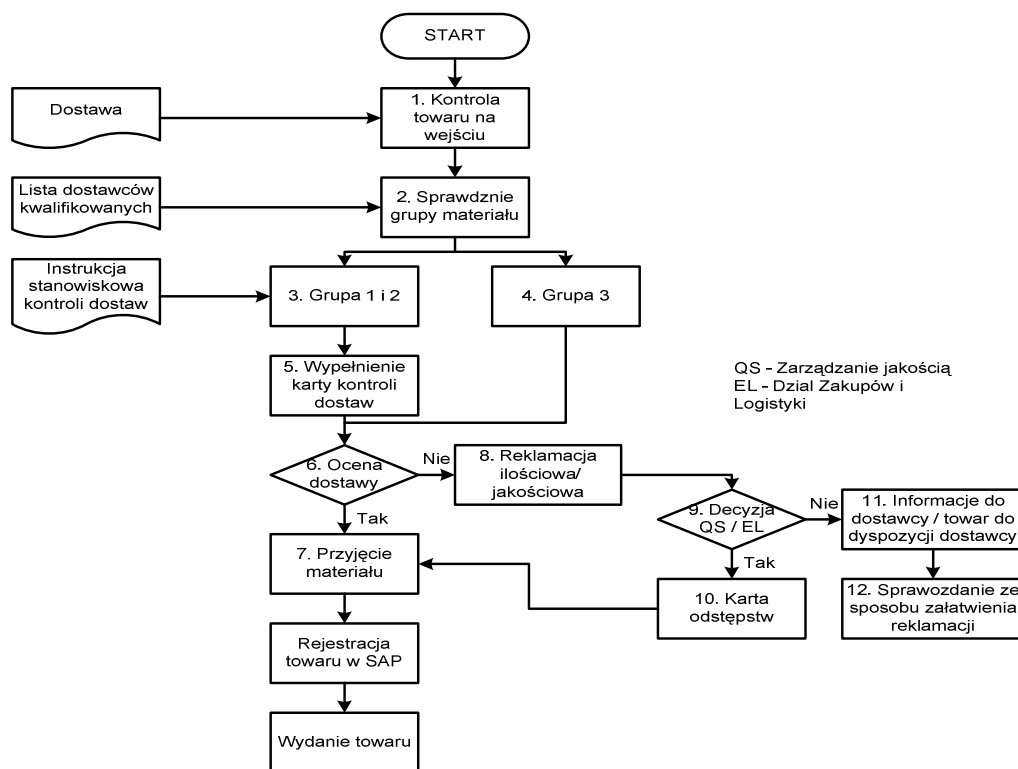 START
Dostawa
1. Kontrola
towaru na
wejściu
Lista dostawców
kwalifikowanych
2. Sprawdznie
grupy materiału
Instrukcja
stanowiskowa
kontroli dostaw
3. Grupa 1 i 2
4. Grupa 3
5. Wypełnienie
karty kontroli
dostaw
QS - Zarządzanie jakością
EL - Dzial Zakupów i
Logistyki
6. Ocena
dostawy
Nie
8. Reklamacja
ilościowa/
jakościowa
9. Decyzja
QS / EL
Nie
11. Informacje do
dostawcy / towar do
dyspozycji dostawcy
Tak
7. Przyjęcie
materiału
Tak
10. Karta
odstępstw
12. Sprawozdanie ze
sposobu załatwienia
reklamacji
Rejestracja
towaru w SAP
Wydanie towaru